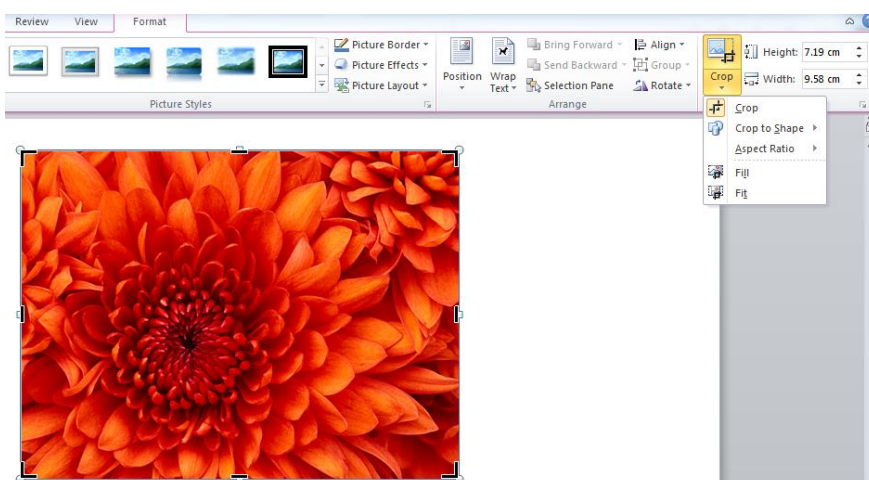 Review View Format
Picture Border Bring Forward Align Height: 7.19 cm
Picture Effects Send Backward Group
Picture Layout Position Wrap Text Selection Pane Rotate Crop Width: 9.58 cm
Picture Styles Arrange
Crop
Crop to Shape
Aspect Ratio
Fill
Fit